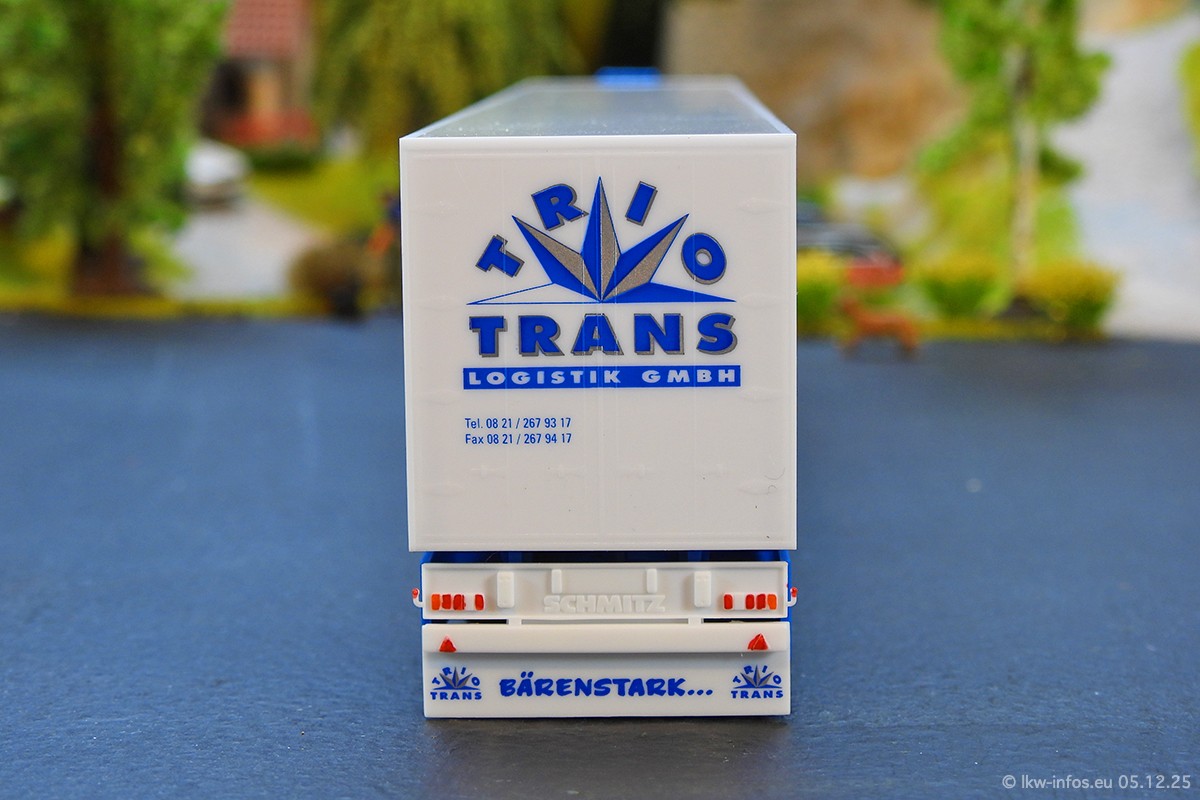 TRIO
TRANS
LOGISTIK GMBH
Tel. 08 21 / 267 93 17
Fax 08 21 / 267 94 17
SCHMITZ
TRIO
TRANS
BÄRENSTARK...
TRIO
TRANS
© lkw-infos.eu 05.12.25